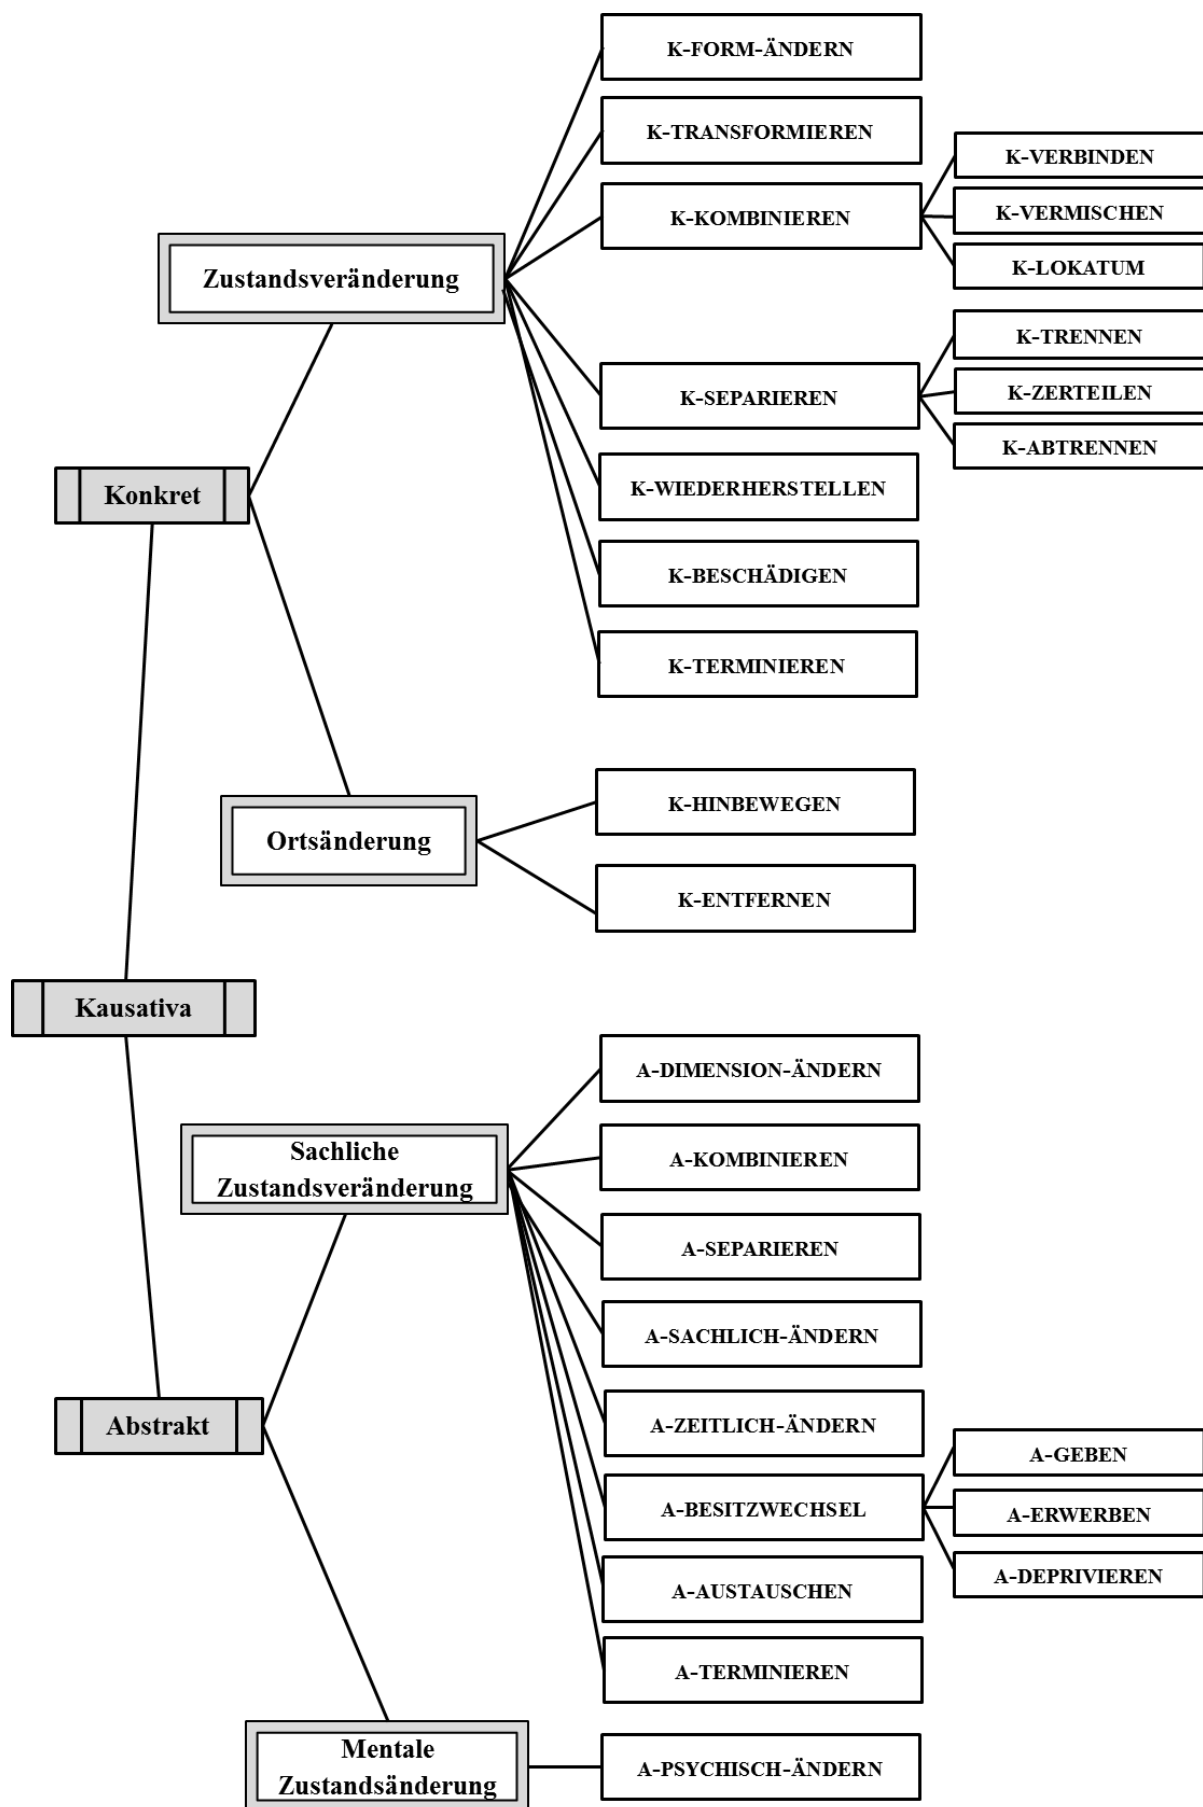 K-FORM-ÄNDERN
K-TRANSFORMIEREN
K-VERBINDEN
K-KOMBINIEREN
K-VERMISCHEN
K-LOKATUM
Zustandsveränderung
K-TRENNEN
K-SEPARIEREN
K-ZERTEILEN
K-ABTRENNEN
K-WIEDERHERSTELLEN
Konkret
K-BESCHÄDIGEN
K-TERMINIEREN
K-HINBEWEGEN
Ortsänderung
K-ENTFERNEN
Kausativa
A-DIMENSION-ÄNDERN
Sachliche
Zustandsveränderung
A-KOMBINIEREN
A-SEPARIEREN
A-SACHLICH-ÄNDERN
Abstrakt
A-ZEITLICH-ÄNDERN
A-GEBEN
A-BESITZWECHSEL
A-ERWERBEN
A-DEPRIVIEREN
A-AUSTAUSCHEN
A-TERMINIEREN
Mentale
Zustandsänderung
A-PSYCHISCH-ÄNDERN